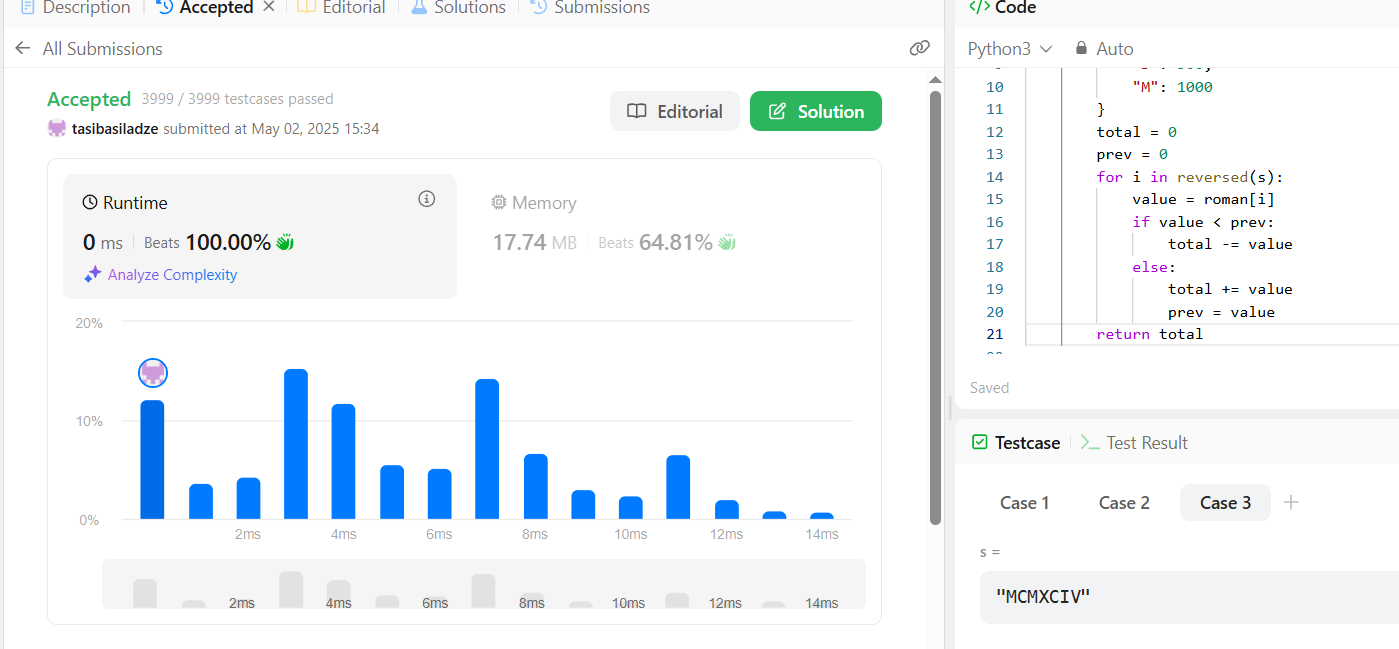 Description
Accepted
Editorial
Solutions
Submissions
All Submissions
Accepted 3999 / 3999 testcases passed
tasibasiladze submitted at May 02, 2025 15:34
Editorial
Solution
Runtime
0 ms Beats 100.00%
Analyze Complexity
Memory
17.74 MB Beats 64.81%
20%
10%
0%
2ms 4ms 6ms 8ms 10ms 12ms 14ms
2ms 4ms 6ms 8ms 10ms 12ms 14ms
</> Code
Python3 Auto
10 "M": 1000
11 }
12 total = 0
13 prev = 0
14 for i in reversed(s):
15 value = roman[i]
16 if value < prev:
17 total -= value
18 else:
19 total += value
20 prev = value
21 return total
Saved
Testcase
>_ Test Result
Case 1 Case 2 Case 3 +
s =
"MCMXCIV"